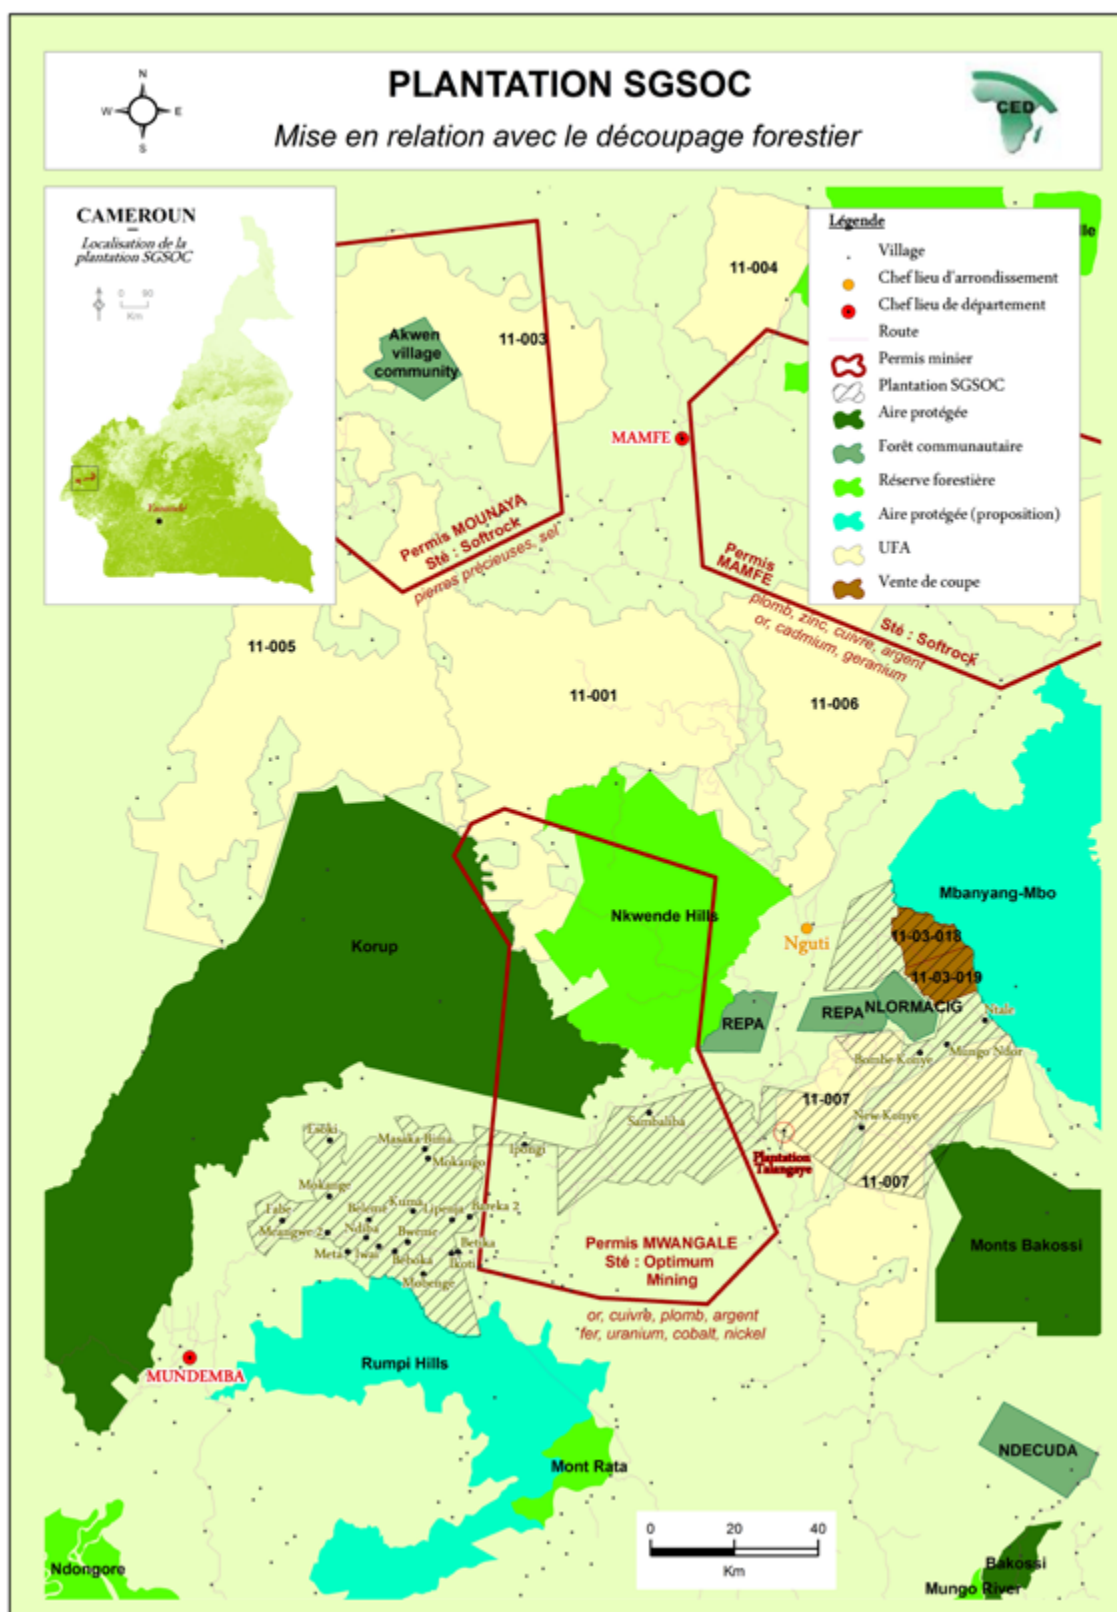 PLANTATION SGSOC
Mise en relation avec le découpage forestier
N
W
E
S
CED
CAMEROUN
Localisation de la
plantation SGSOC
0 90
Km
Yaoundé
Légende
Village
Chef lieu d'arrondissement
Chef lieu de département
Route
Permis minier
Plantation SGSOC
Aire protégée
Forêt communautaire
Réserve forestière
Aire protégée (proposition)
UFA
Vente de coupe
11-004
11-003
Akwen
village
community
MAMFE
Permis MOUNAYA
Sté : Softrock
pierres précieuses, sel
Permis
MAMFE
Sté : Softrock
plomb, zinc, cuivre, argent
or, cadmium, geranium
11-005
11-001
11-006
Mbanyang-Mbo
Nkwende Hills
Korup
Nguti
11-03-018
11-03-019
REPA
REPA
NLORMACIG
Ntale
Bombe Konye
Mungo Ndor
11-007
New Konye
Sambaliba
Plantation
Talangaye
11-007
Esoki
Masaka Bima
Mokango
Ipongi
Mokange
Fabe
Meangwe 2
Beleme
Kuma
Lipenja
Bareka 2
Ndiba
Bweme
Betika
Meta
Iwai
Beboka
Ikoti
Mobenge
Permis MWANGALE
Sté : Optimum
Mining
or, cuivre, plomb, argent
fer, uranium, cobalt, nickel
Monts Bakossi
MUNDEMBA
Rumpi Hills
Mont Rata
NDECUDA
0 20 40
Km
Ndongore
Bakossi
Mungo River